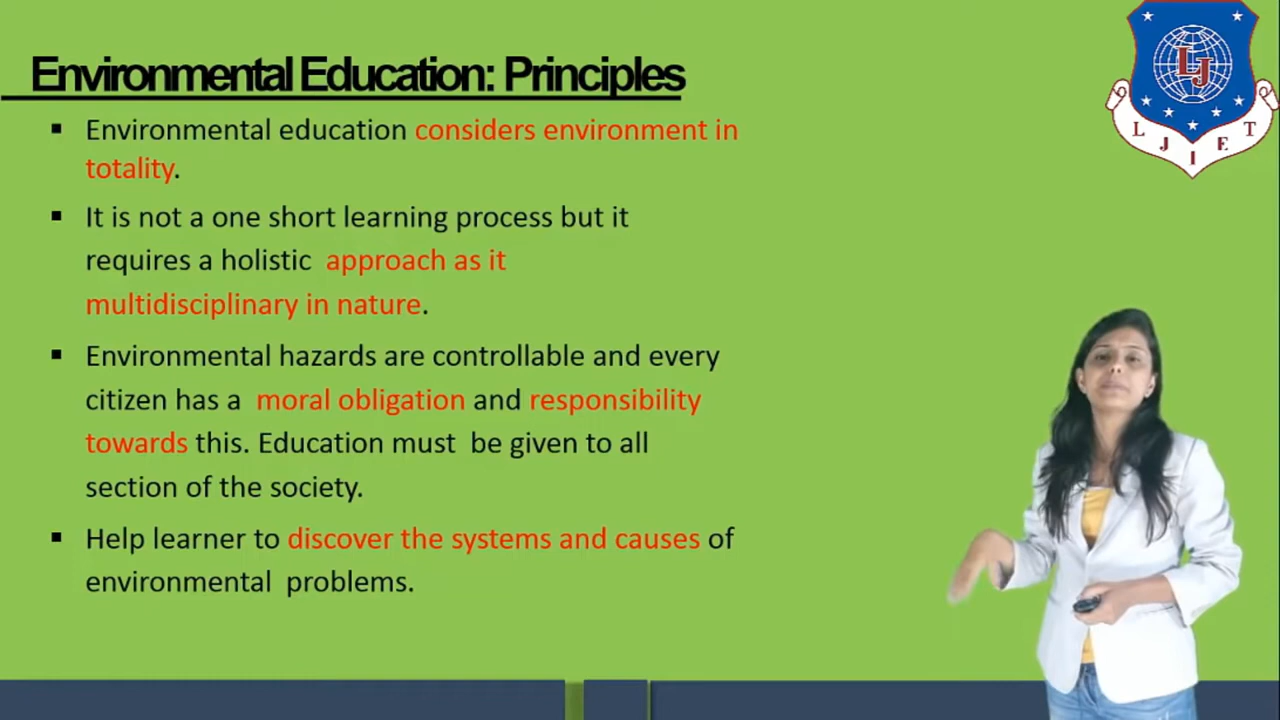 Environmental Education: Principles
▪ Environmental education considers environment in
totality.
▪ It is not a one short learning process but it
requires a holistic approach as it
multidisciplinary in nature.
▪ Environmental hazards are controllable and every
citizen has a moral obligation and responsibility
towards this. Education must be given to all
section of the society.
▪ Help learner to discover the systems and causes of
environmental problems.
LJ
L J I E T